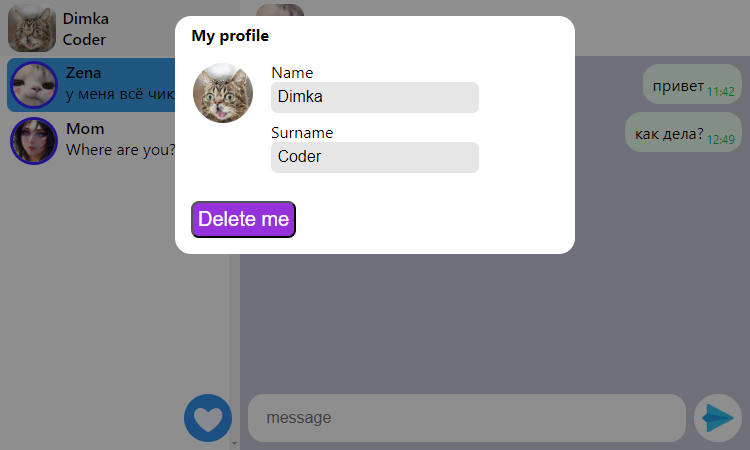 Dimka
Coder
Zena
у меня всё чик
Mom
Where are you?
My profile
Name
Dimka
Surname
Coder
Delete me
привет 11:42
как дела? 12:49
message